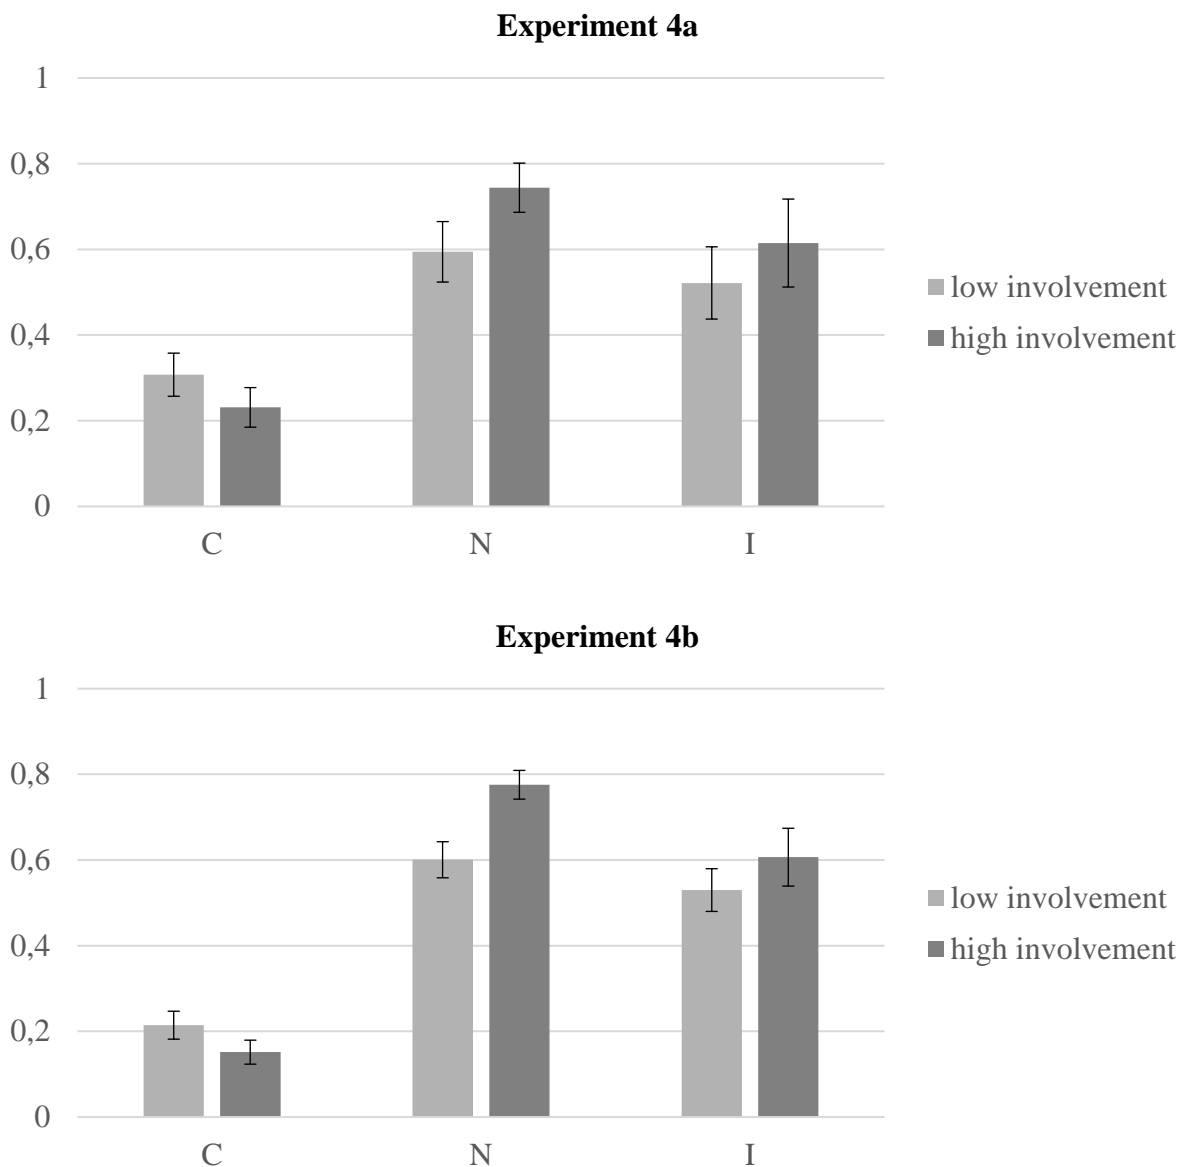 Experiment 4a
1
0,8
0,6
0,4
0,2
0
C N I
low involvement
high involvement
Experiment 4b
1
0,8
0,6
0,4
0,2
0
C N I
low involvement
high involvement